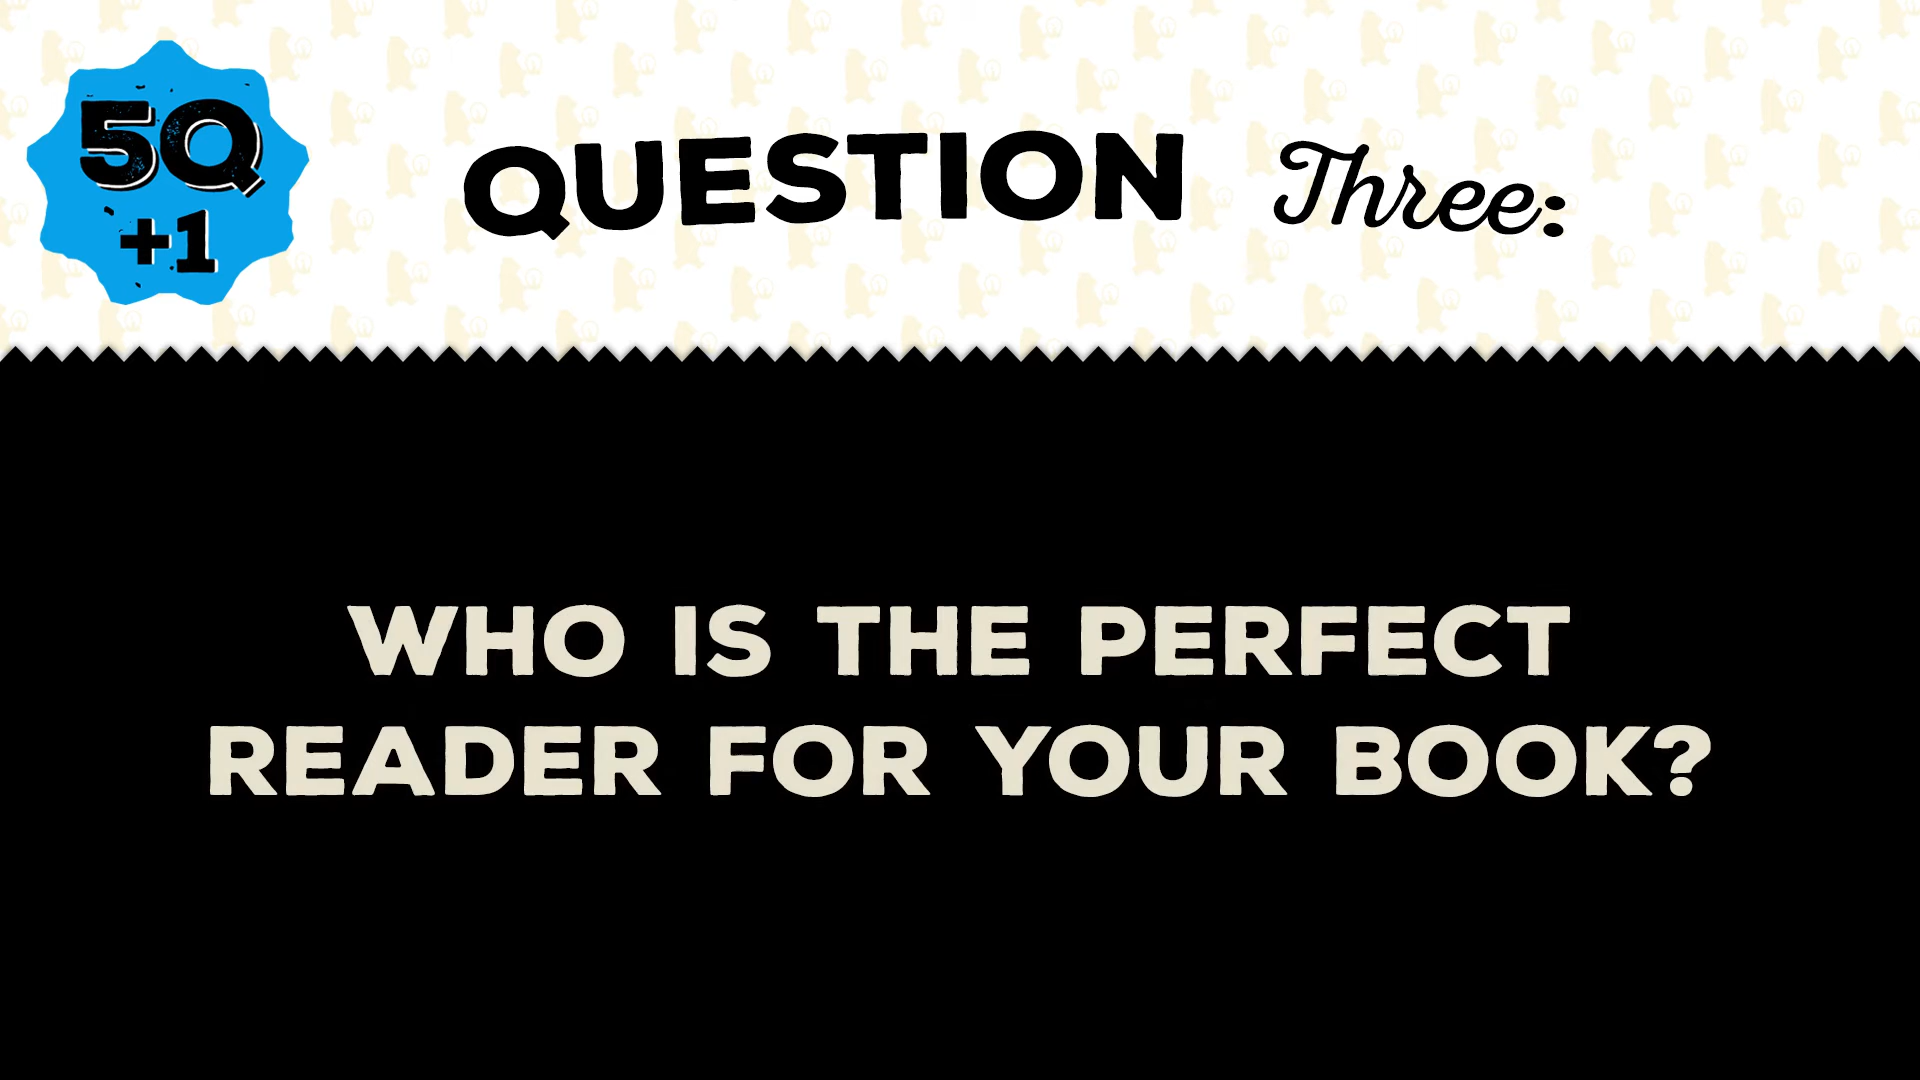 5Q
+1
QUESTION Three:
WHO IS THE PERFECT
READER FOR YOUR BOOK?